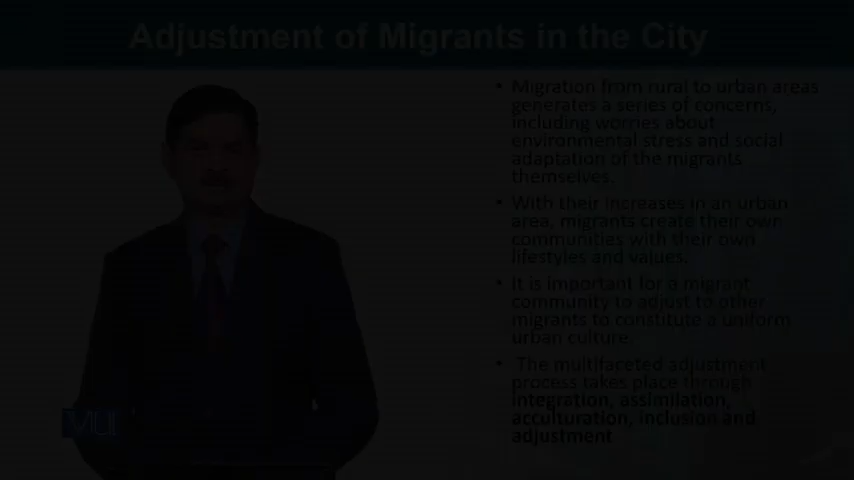 Adjustment of Migrants in the City
• Migration from rural to urban areas
generates a series of concerns,
including worries about
environmental stress and social
adaptation of the migrants
themselves.
• With their increases in an urban
area, migrants create their own
communities with their own
lifestyles and values.
• It is important for a migrant
community to adjust to other
migrants to constitute a uniform
urban culture.
• The multifaceted adjustment
process takes place through
integration, assimilation,
acculturation, inclusion and
adjustment
VU